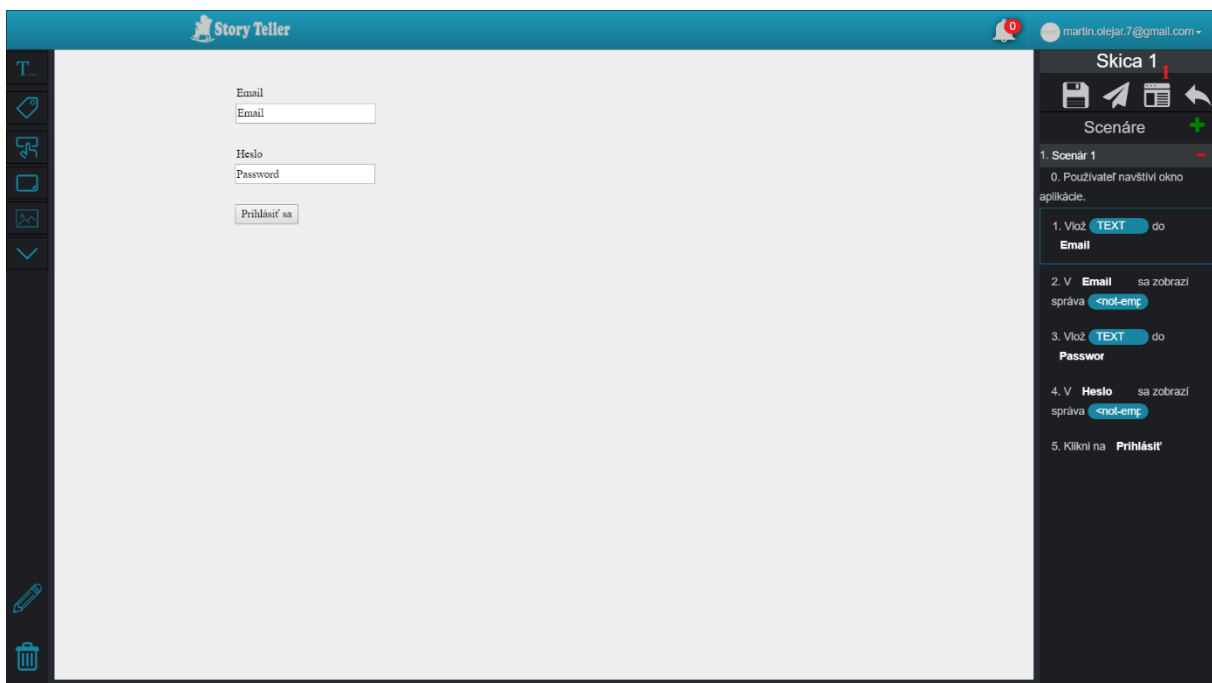 Story Teller
0
martin.olejar.7@gmail.com
T_
Skica 1
1
Scenáre
1. Scenár 1
0. Používateľ navštívi okno
aplikácie.
1. Vlož TEXT do
Email
2. V Email sa zobrazí
správa <not-emp
3. Vlož TEXT do
Passwor
4. V Heslo sa zobrazí
správa <not-emp
5. Klikni na Prihlásiť
Email
Email
Heslo
Password
Prihlásiť sa